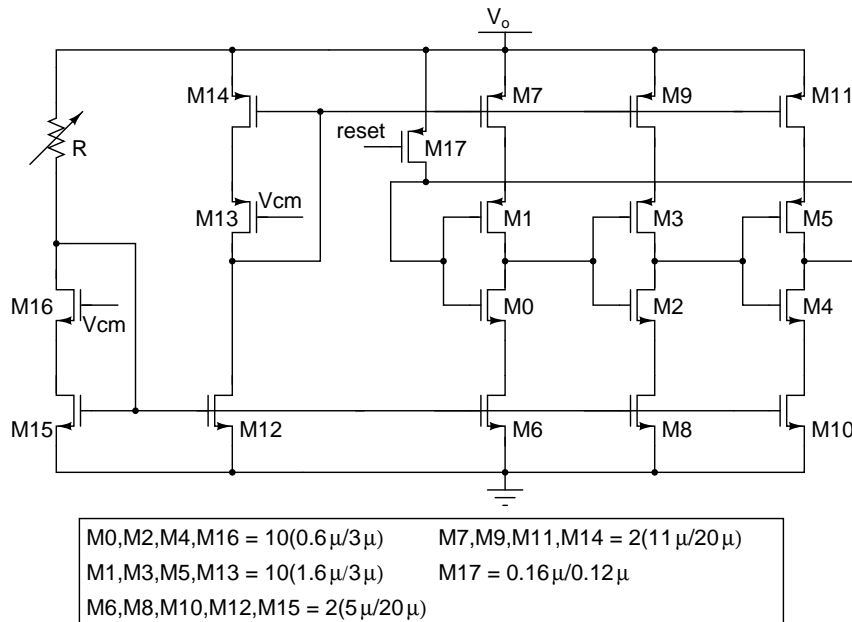 Vo
M14
M7
M9
M11
reset
M17
R
Vcm
M13
M1
M3
M5
M16
Vcm
M0
M2
M4
M15
M12
M6
M8
M10
M0,M2,M4,M16 = 10(0.6μ/3μ) M7,M9,M11,M14 = 2(11μ/20μ)
M1,M3,M5,M13 = 10(1.6μ/3μ) M17 = 0.16μ/0.12μ
M6,M8,M10,M12,M15 = 2(5μ/20μ)